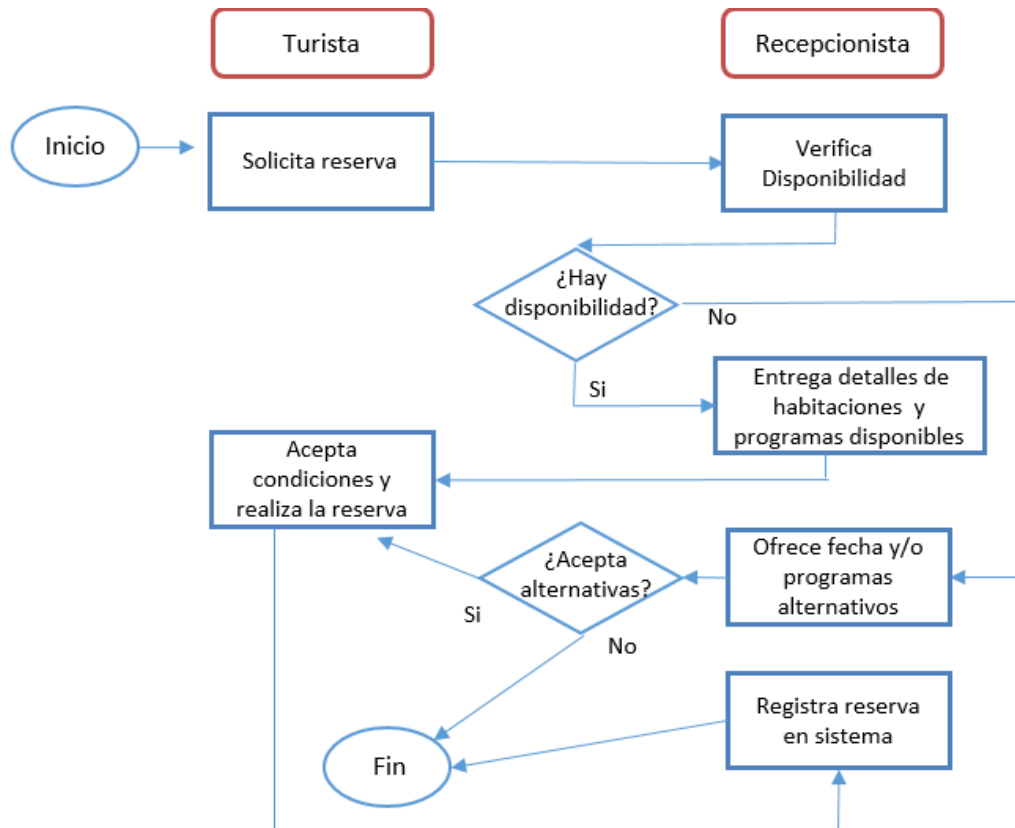 Turista
Recepcionista
Inicio
Solicita reserva
Verifica
Disponibilidad
¿Hay
disponibilidad?
No
Si
Entrega detalles de
habitaciones y
programas disponibles
Acepta
condiciones y
realiza la reserva
¿Acepta
alternativas?
Ofrece fecha y/o
programas
alternativos
Si
No
Registra reserva
en sistema
Fin